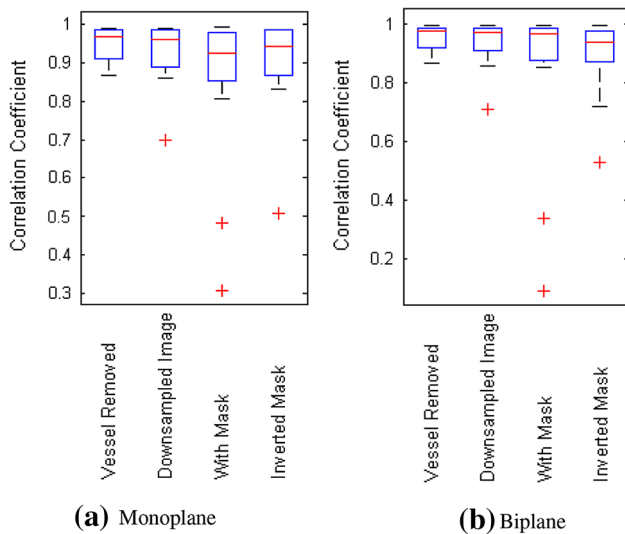 Correlation Coefficient
1
0.9
0.8
0.7
0.6
0.5
0.4
0.3
Vessel Removed
Downsampled Image
With Mask
Inverted Mask
(a) Monoplane
Correlation Coefficient
1
0.8
0.6
0.4
0.2
Vessel Removed
Downsampled Image
With Mask
Inverted Mask
(b) Biplane